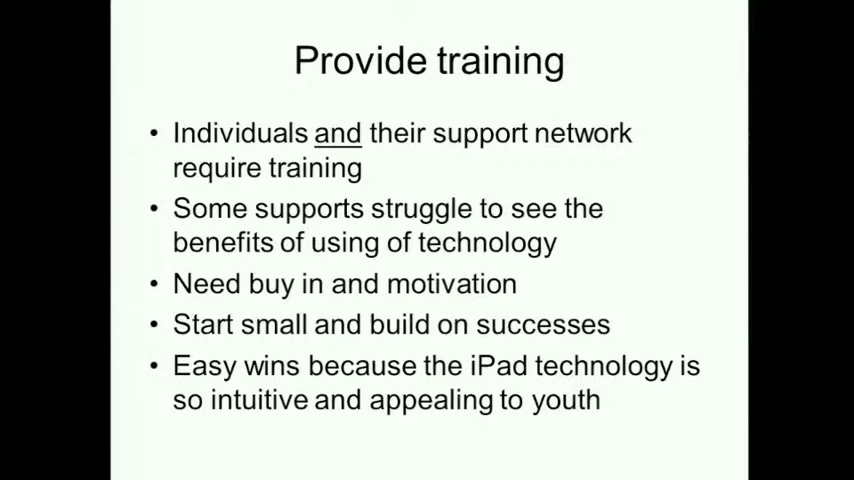 Provide training
• Individuals and their support network
require training
• Some supports struggle to see the
benefits of using of technology
• Need buy in and motivation
• Start small and build on successes
• Easy wins because the iPad technology is
so intuitive and appealing to youth